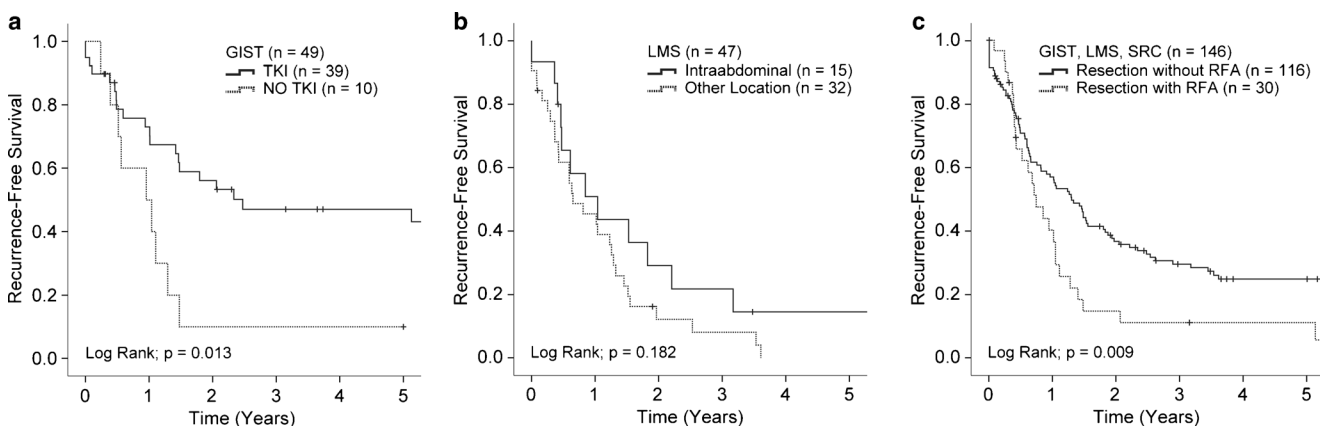 a
GIST (n = 49)
TKI (n = 39)
NO TKI (n = 10)
Recurrence-Free Survival
1.0
0.8
0.6
0.4
0.2
0.0
Log Rank; p = 0.013
0 1 2 3 4 5
Time (Years)
b
LMS (n = 47)
Intraabdominal (n = 15)
Other Location (n = 32)
Recurrence-Free Survival
1.0
0.8
0.6
0.4
0.2
0.0
Log Rank; p = 0.182
0 1 2 3 4 5
Time (Years)
c
GIST, LMS, SRC (n = 146)
Resection without RFA (n = 116)
Resection with RFA (n = 30)
Recurrence-Free Survival
1.0
0.8
0.6
0.4
0.2
0.0
Log Rank; p = 0.009
0 1 2 3 4 5
Time (Years)